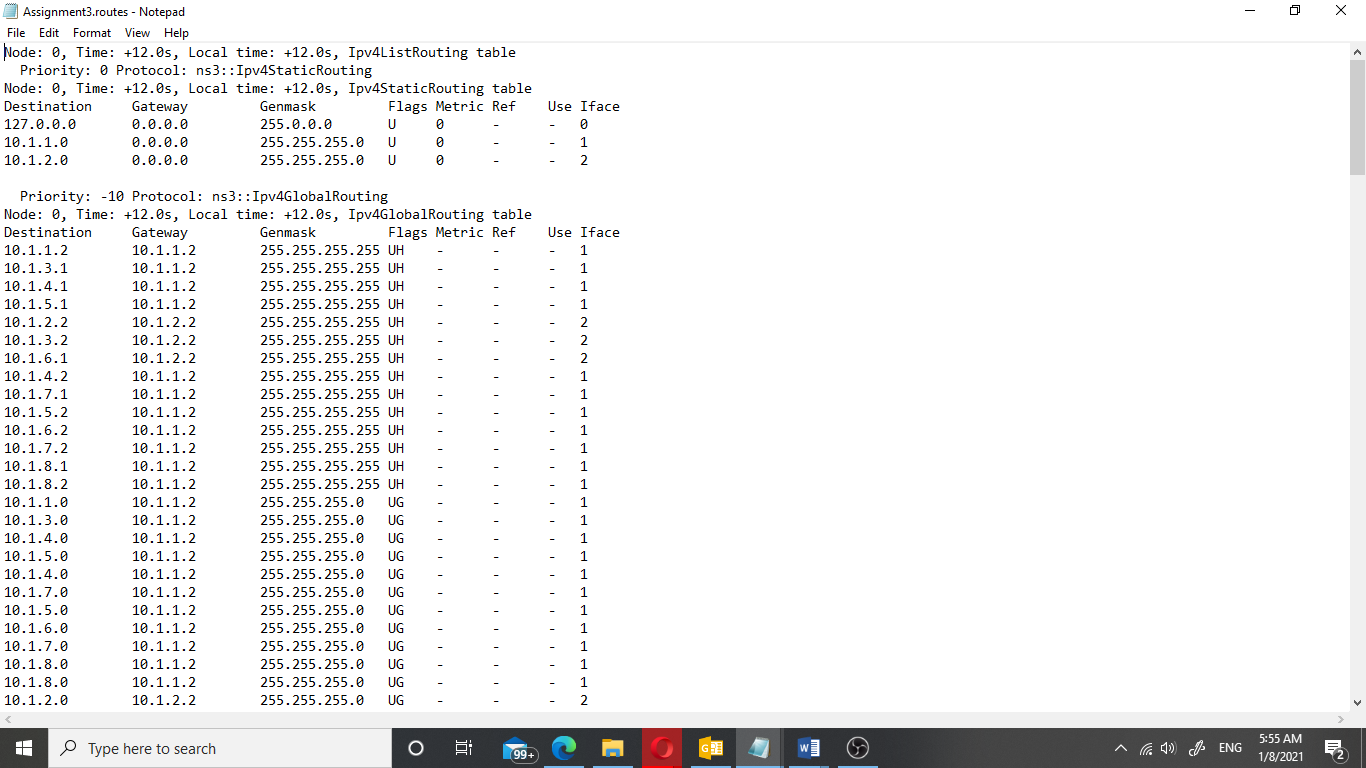 Assignment3.routes - Notepad
File Edit Format View Help
Node: 0, Time: +12.0s, Local time: +12.0s, Ipv4ListRouting table
  Priority: 0 Protocol: ns3::Ipv4StaticRouting
Node: 0, Time: +12.0s, Local time: +12.0s, Ipv4StaticRouting table
Destination     Gateway         Genmask         Flags Metric Ref    Use Iface
127.0.0.0       0.0.0.0         255.0.0.0       U     0      -      -   0
10.1.1.0        0.0.0.0         255.255.255.0   U     0      -      -   1
10.1.2.0        0.0.0.0         255.255.255.0   U     0      -      -   2
  Priority: -10 Protocol: ns3::Ipv4GlobalRouting
Node: 0, Time: +12.0s, Local time: +12.0s, Ipv4GlobalRouting table
Destination     Gateway         Genmask         Flags Metric Ref    Use Iface
10.1.1.2        10.1.1.2        255.255.255.255 UH    -      -      -   1
10.1.3.1        10.1.1.2        255.255.255.255 UH    -      -      -   1
10.1.4.1        10.1.1.2        255.255.255.255 UH    -      -      -   1
10.1.5.1        10.1.1.2        255.255.255.255 UH    -      -      -   1
10.1.2.2        10.1.2.2        255.255.255.255 UH    -      -      -   2
10.1.3.2        10.1.2.2        255.255.255.255 UH    -      -      -   2
10.1.6.1        10.1.2.2        255.255.255.255 UH    -      -      -   2
10.1.4.2        10.1.1.2        255.255.255.255 UH    -      -      -   1
10.1.7.1        10.1.1.2        255.255.255.255 UH    -      -      -   1
10.1.5.2        10.1.1.2        255.255.255.255 UH    -      -      -   1
10.1.6.2        10.1.1.2        255.255.255.255 UH    -      -      -   1
10.1.7.2        10.1.1.2        255.255.255.255 UH    -      -      -   1
10.1.8.1        10.1.1.2        255.255.255.255 UH    -      -      -   1
10.1.8.2        10.1.1.2        255.255.255.255 UH    -      -      -   1
10.1.1.0        10.1.1.2        255.255.255.0   UG    -      -      -   1
10.1.3.0        10.1.1.2        255.255.255.0   UG    -      -      -   1
10.1.4.0        10.1.1.2        255.255.255.0   UG    -      -      -   1
10.1.5.0        10.1.1.2        255.255.255.0   UG    -      -      -   1
10.1.4.0        10.1.1.2        255.255.255.0   UG    -      -      -   1
10.1.7.0        10.1.1.2        255.255.255.0   UG    -      -      -   1
10.1.5.0        10.1.1.2        255.255.255.0   UG    -      -      -   1
10.1.6.0        10.1.1.2        255.255.255.0   UG    -      -      -   1
10.1.7.0        10.1.1.2        255.255.255.0   UG    -      -      -   1
10.1.8.0        10.1.1.2        255.255.255.0   UG    -      -      -   1
10.1.8.0        10.1.1.2        255.255.255.0   UG    -      -      -   1
10.1.2.0        10.1.2.2        255.255.255.0   UG    -      -      -   2
Type here to search
99+
G
W
ENG
5:55 AM
1/8/2021
2